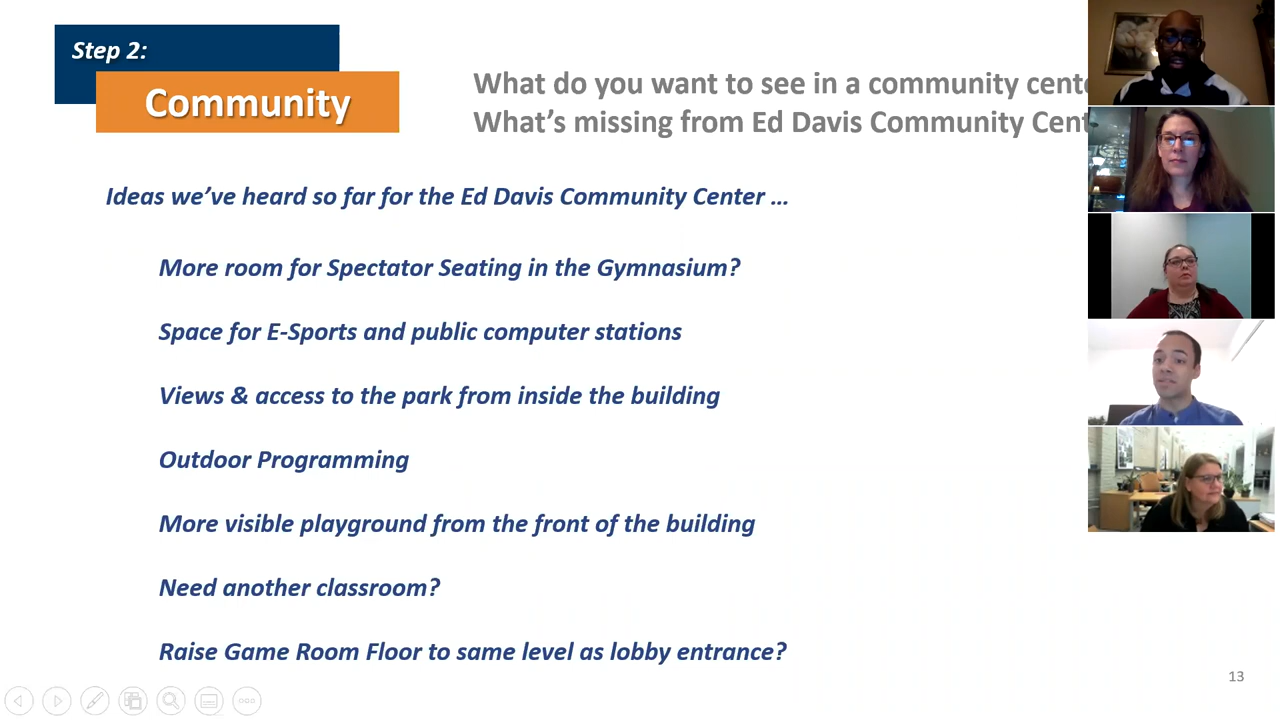 Step 2:
Community
What do you want to see in a community
What's missing from Ed Davis Community
Ideas we've heard so far for the Ed Davis Community Center ...
More room for Spectator Seating in the Gymnasium?
Space for E-Sports and public computer stations
Views & access to the park from inside the building
Outdoor Programming
More visible playground from the front of the building
Need another classroom?
Raise Game Room Floor to same level as lobby entrance?
13